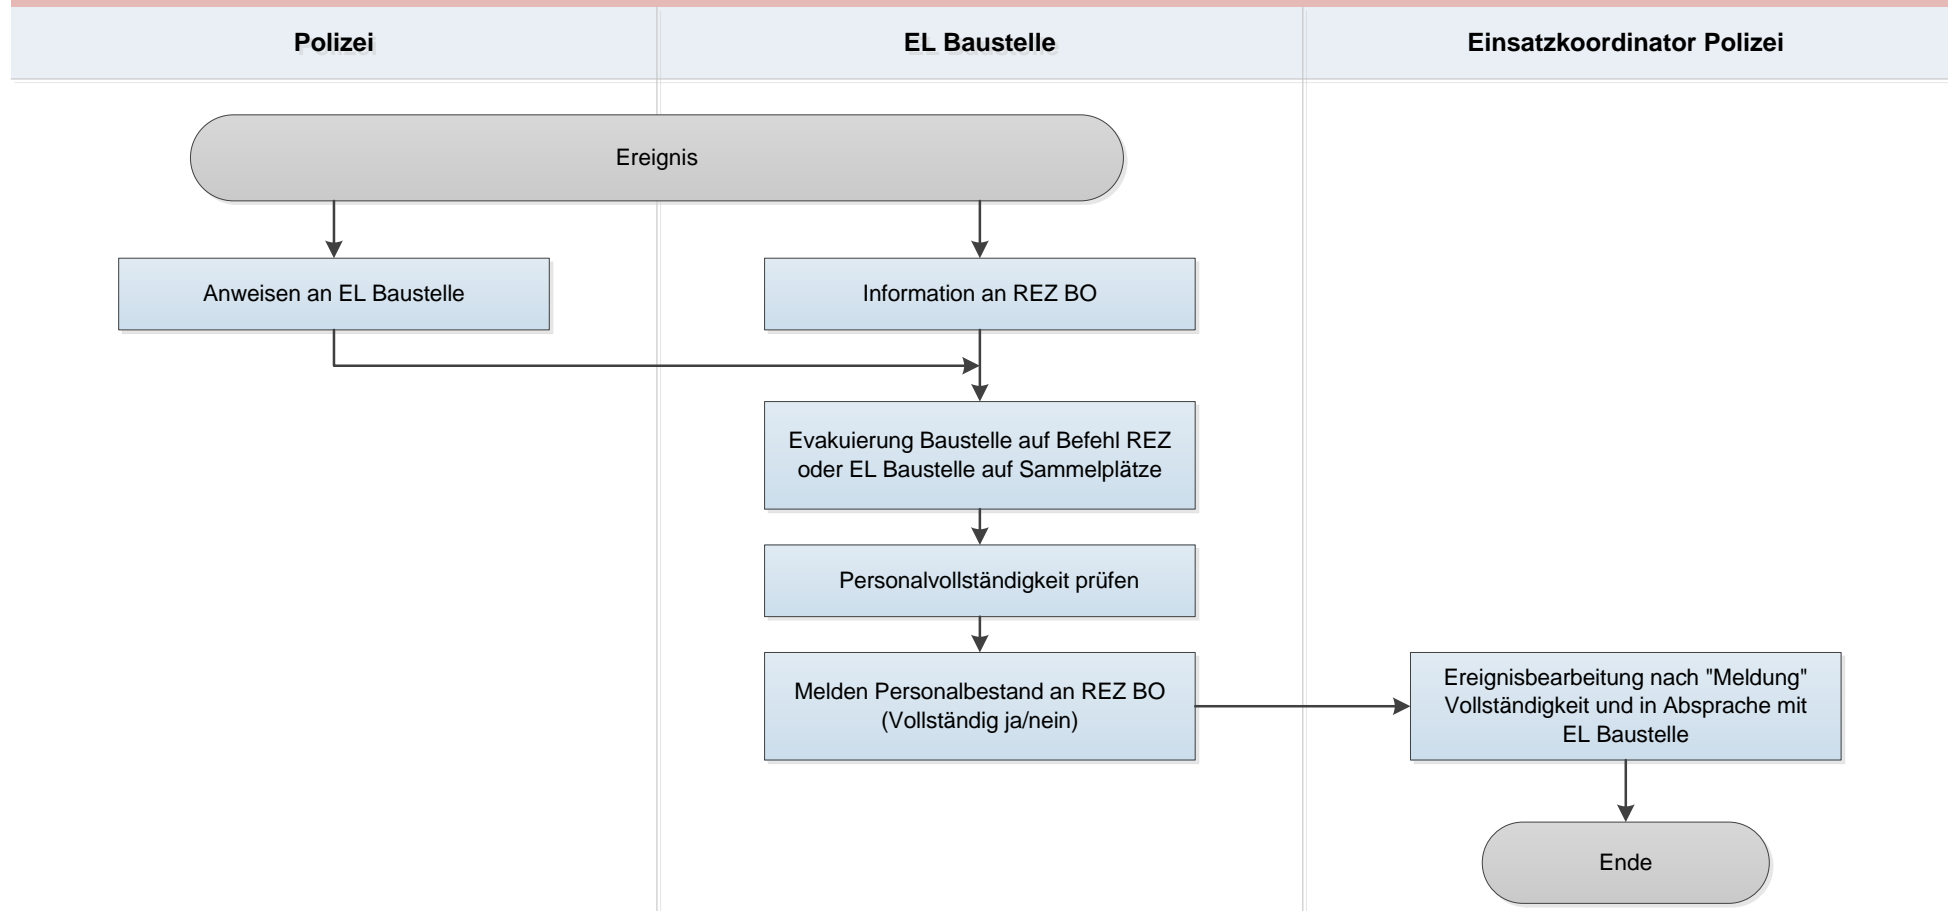 Polizei
EL Baustelle
Einsatzkoordinator Polizei
Ereignis
Anweisen an EL Baustelle
Information an REZ BO
Evakuierung Baustelle auf Befehl REZ
oder EL Baustelle auf Sammelplätze
Personalvollständigkeit prüfen
Melden Personalbestand an REZ BO
(Vollständig ja/nein)
Ereignisbearbeitung nach "Meldung"
Vollständigkeit und in Absprache mit
EL Baustelle
Ende